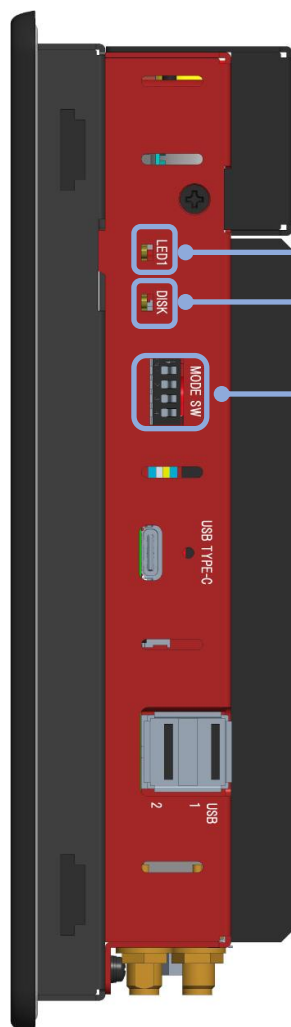 LED1
DISK
MODE SW
USB TYPE-C
USB
1
2